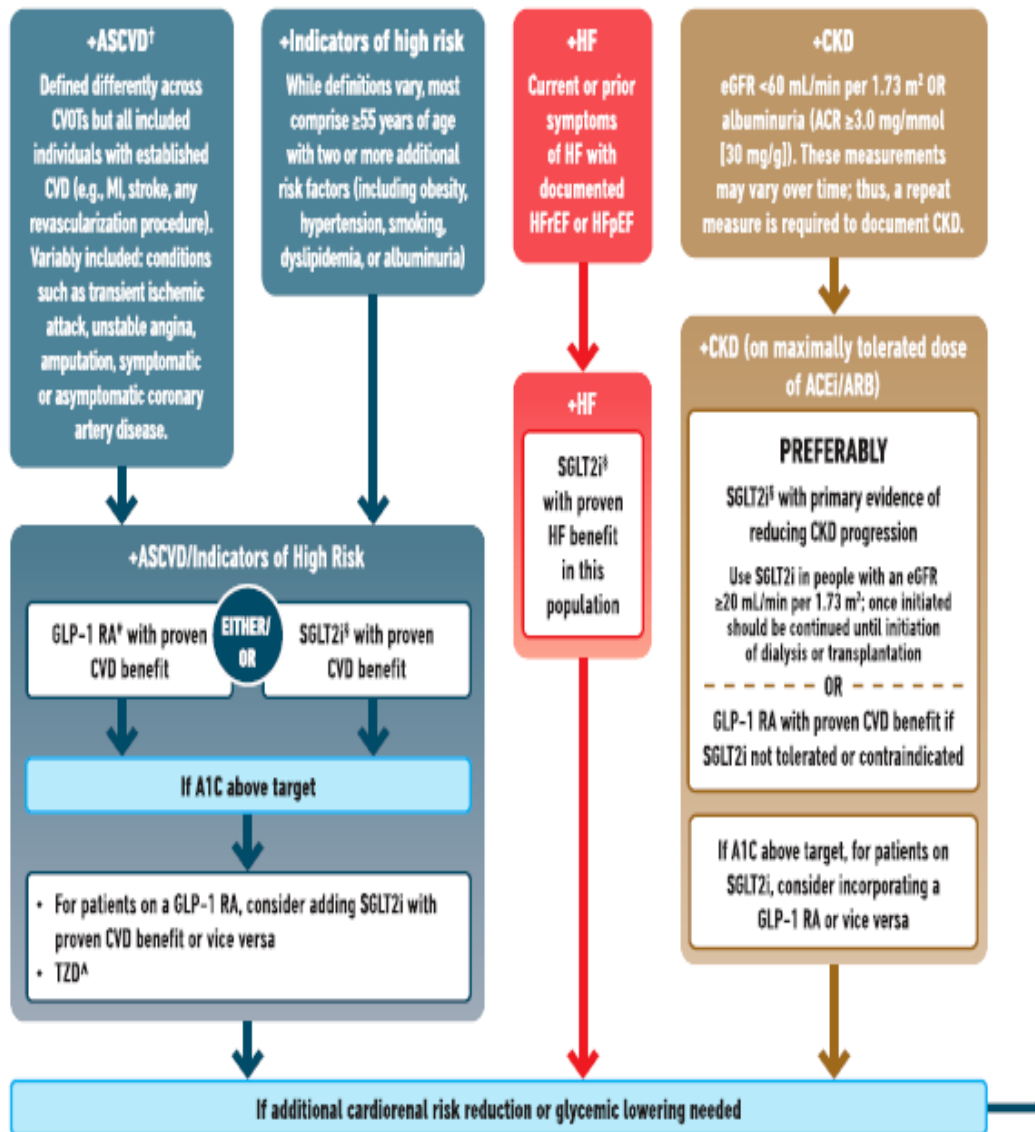 +ASCVD†
Defined differently across
CVOTs but all included
individuals with established
CVD (e.g., MI, stroke, any
revascularization procedure).
Variably included: conditions
such as transient ischemic
attack, unstable angina,
amputation, symptomatic
or asymptomatic coronary
artery disease.
+Indicators of high risk
While definitions vary, most
comprise ≥55 years of age
with two or more additional
risk factors (including obesity,
hypertension, smoking,
dyslipidemia, or albuminuria)
+HF
Current or prior
symptoms
of HF with
documented
HFrEF or HFpEF
+CKD
eGFR <60 mL/min per 1.73 m² OR
albuminuria (ACR ≥3.0 mg/mmol
[30 mg/g]). These measurements
may vary over time; thus, a repeat
measure is required to document CKD.
+ASCVD/Indicators of High Risk
GLP-1 RA# with proven
CVD benefit
EITHER/
OR
SGLT2i§ with proven
CVD benefit
If A1C above target
• For patients on a GLP-1 RA, consider adding SGLT2i with
proven CVD benefit or vice versa
• TZD^
+HF
SGLT2i§
with proven
HF benefit
in this
population
+CKD (on maximally tolerated dose
of ACEi/ARB)
PREFERABLY
SGLT2i§ with primary evidence of
reducing CKD progression
Use SGLT2i in people with an eGFR
≥20 mL/min per 1.73 m²; once initiated
should be continued until initiation
of dialysis or transplantation
OR
GLP-1 RA with proven CVD benefit if
SGLT2i not tolerated or contraindicated
If A1C above target, for patients on
SGLT2i, consider incorporating a
GLP-1 RA or vice versa
If additional cardiorenal risk reduction or glycemic lowering needed